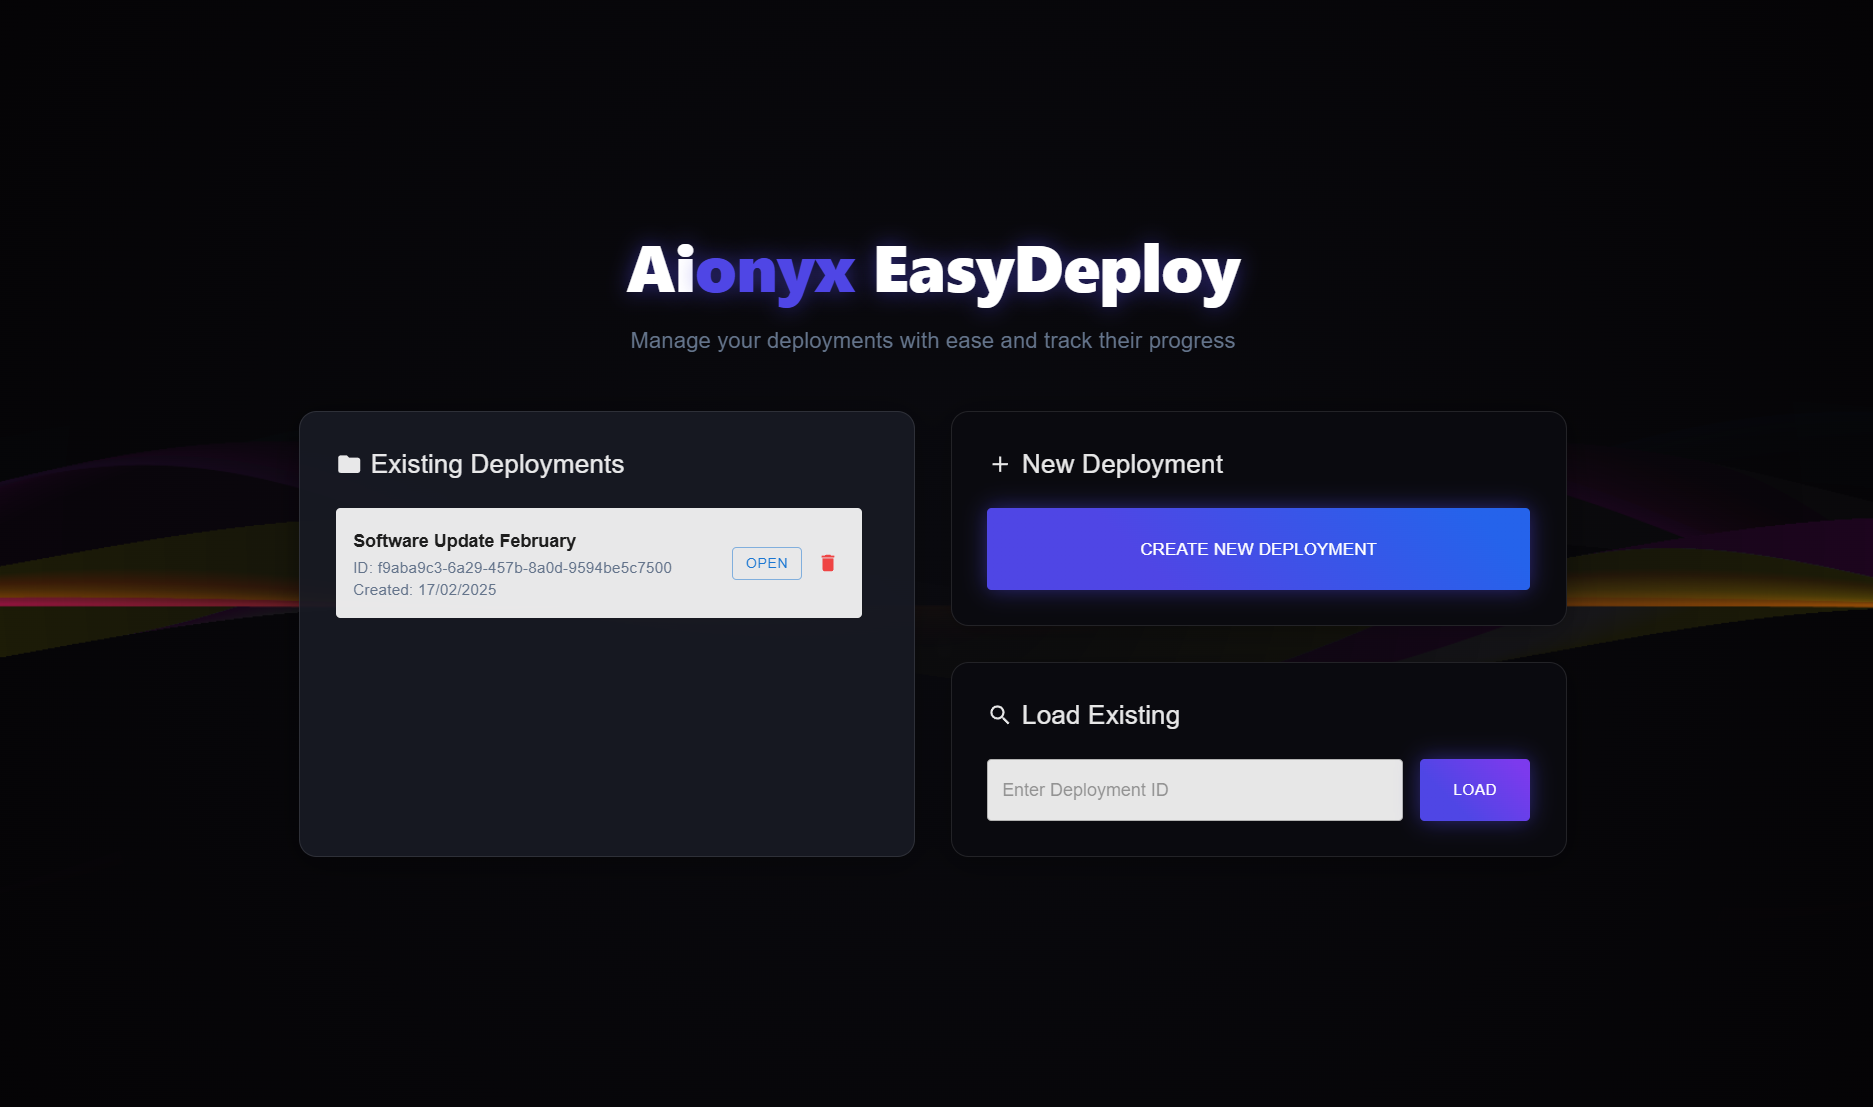 Aionyx EasyDeploy
Manage your deployments with ease and track their progress
Existing Deployments
Software Update February
ID: f9aba9c3-6a29-457b-8a0d-9594be5c7500
Created: 17/02/2025
OPEN
New Deployment
CREATE NEW DEPLOYMENT
Load Existing
Enter Deployment ID
LOAD